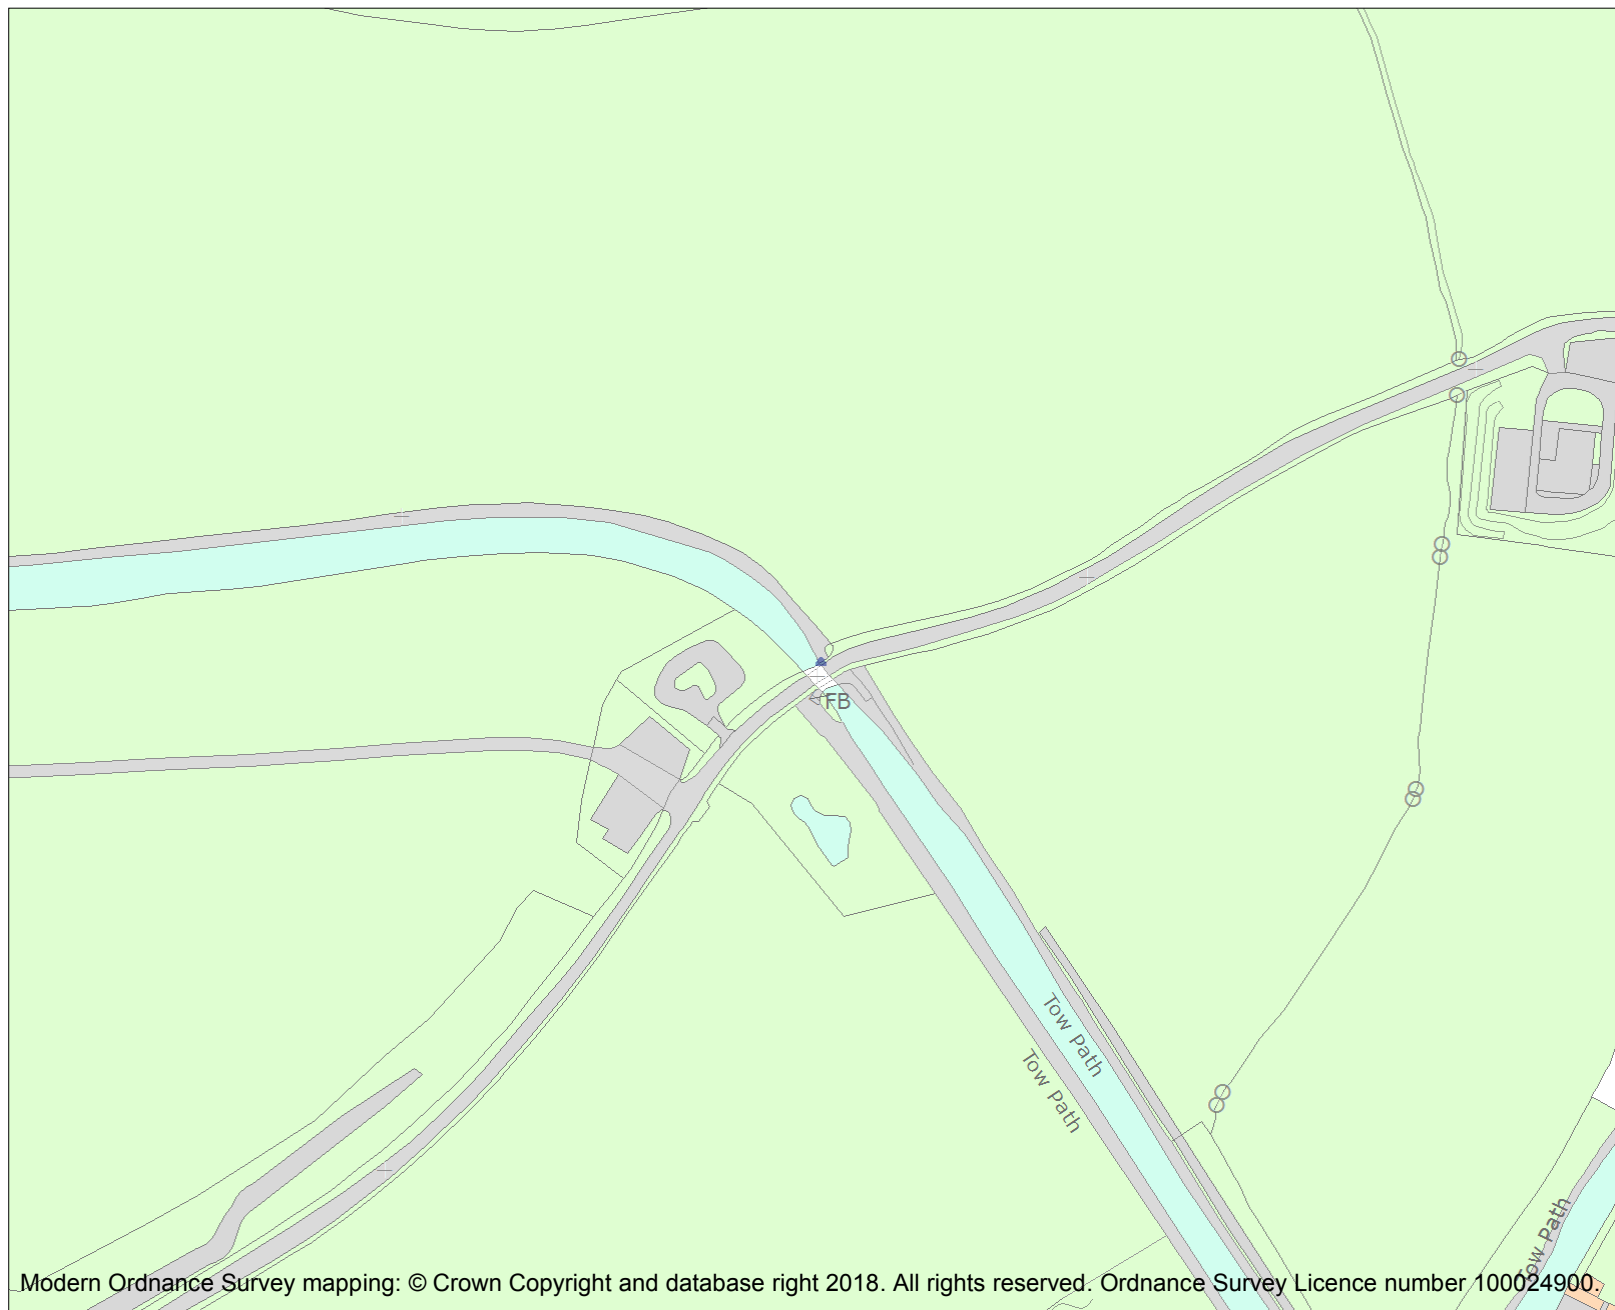 FB
Tow Path
Tow Path
Tow Path
Modern Ordnance Survey mapping: © Crown Copyright and database right 2018. All rights reserved. Ordnance Survey Licence number 100024900.